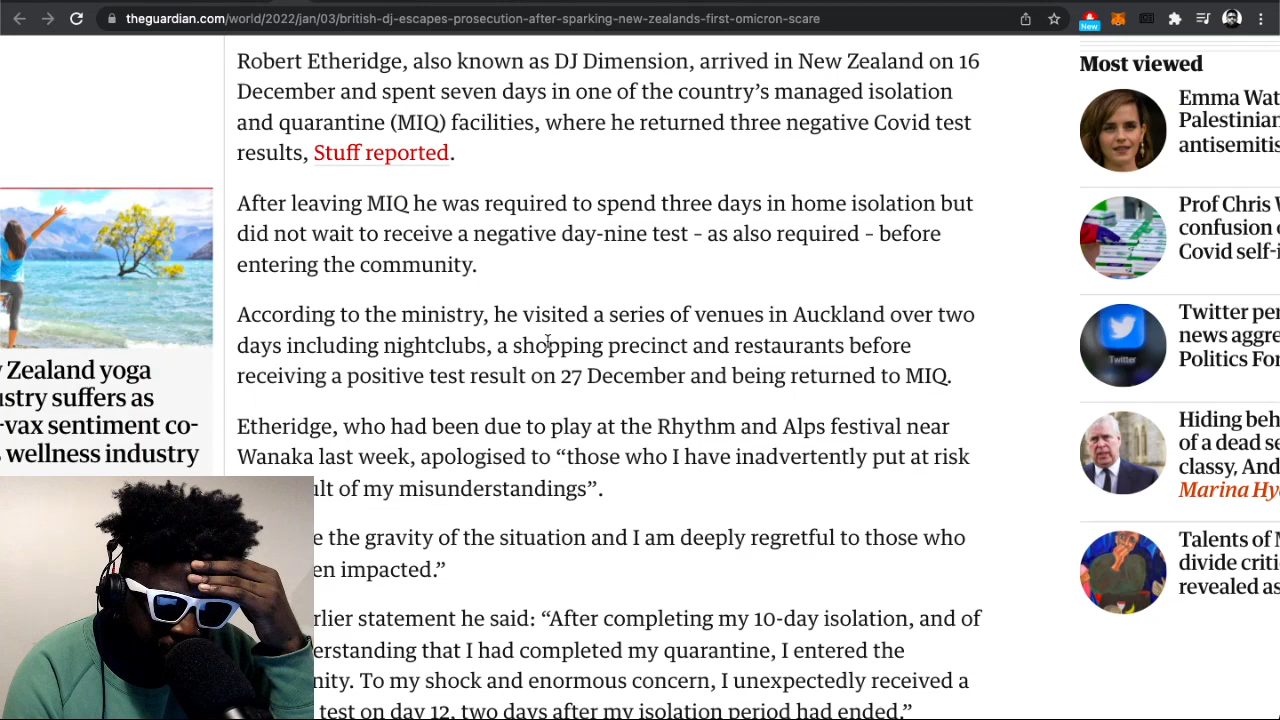 theguardian.com/world/2022/jan/03/british-dj-escapes-prosecution-after-sparking-new-zealands-first-omicron-scare
New
Robert Etheridge, also known as DJ Dimension, arrived in New Zealand on 16
December and spent seven days in one of the country’s managed isolation
and quarantine (MIQ) facilities, where he returned three negative Covid test
results, Stuff reported.
After leaving MIQ he was required to spend three days in home isolation but
did not wait to receive a negative day-nine test – as also required – before
entering the community.
According to the ministry, he visited a series of venues in Auckland over two
days including nightclubs, a shopping precinct and restaurants before
receiving a positive test result on 27 December and being returned to MIQ.
Etheridge, who had been due to play at the Rhythm and Alps festival near
Wanaka last week, apologised to “those who I have inadvertently put at risk
ult of my misunderstandings”.
e the gravity of the situation and I am deeply regretful to those who
en impacted.”
rlier statement he said: “After completing my 10-day isolation, and of
erstanding that I had completed my quarantine, I entered the
nity. To my shock and enormous concern, I unexpectedly received a
test on day 12, two days after my isolation period had ended.”
Zealand yoga
stry suffers as
-vax sentiment co-
wellness industry
Most viewed
Emma Wat
Palestinian
antisemitis
Prof Chris W
confusion o
Covid self-
Twitter per
news aggre
Politics For
Twitter
Hiding beh
of a dead se
classy, And
Marina Hy
Talents of M
divide criti
revealed as